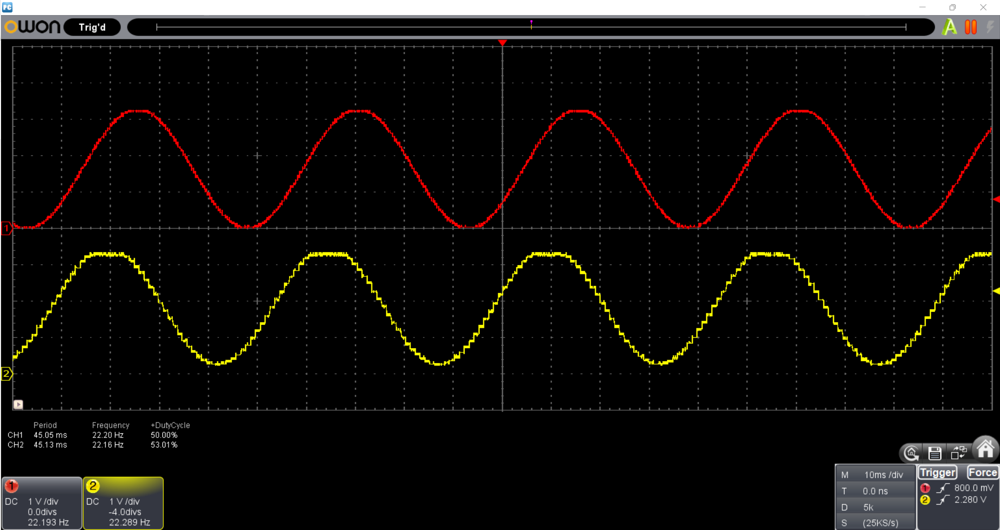 PC
OWON Trig'd A
1
2
Period Frequency +DutyCycle
CH1 45.05 ms 22.20 Hz 50.00%
CH2 45.13 ms 22.16 Hz 53.01%
1
DC 1 V /div
0.0divs
22.193 Hz
2
DC 1 V /div
-4.0divs
22.289 Hz
M 10ms /div
T 0.0 ns
D 5k
S (25KS/s)
Trigger Force
1 800.0 mV
2 2.280 V